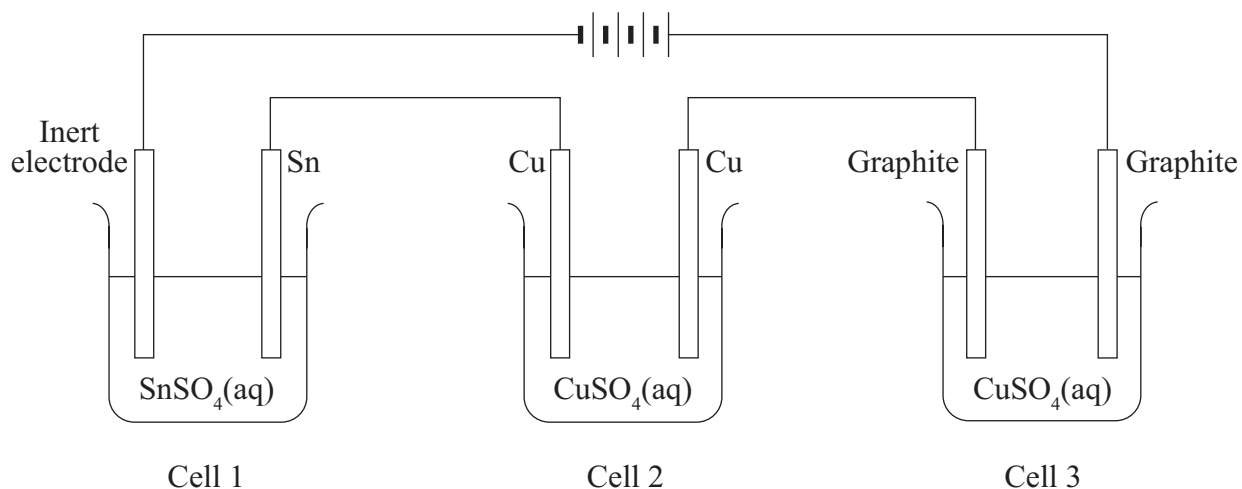 Inert
electrode
Sn
Cu
Cu
Graphite
Graphite
SnSO₄(aq)
CuSO₄(aq)
CuSO₄(aq)
Cell 1
Cell 2
Cell 3